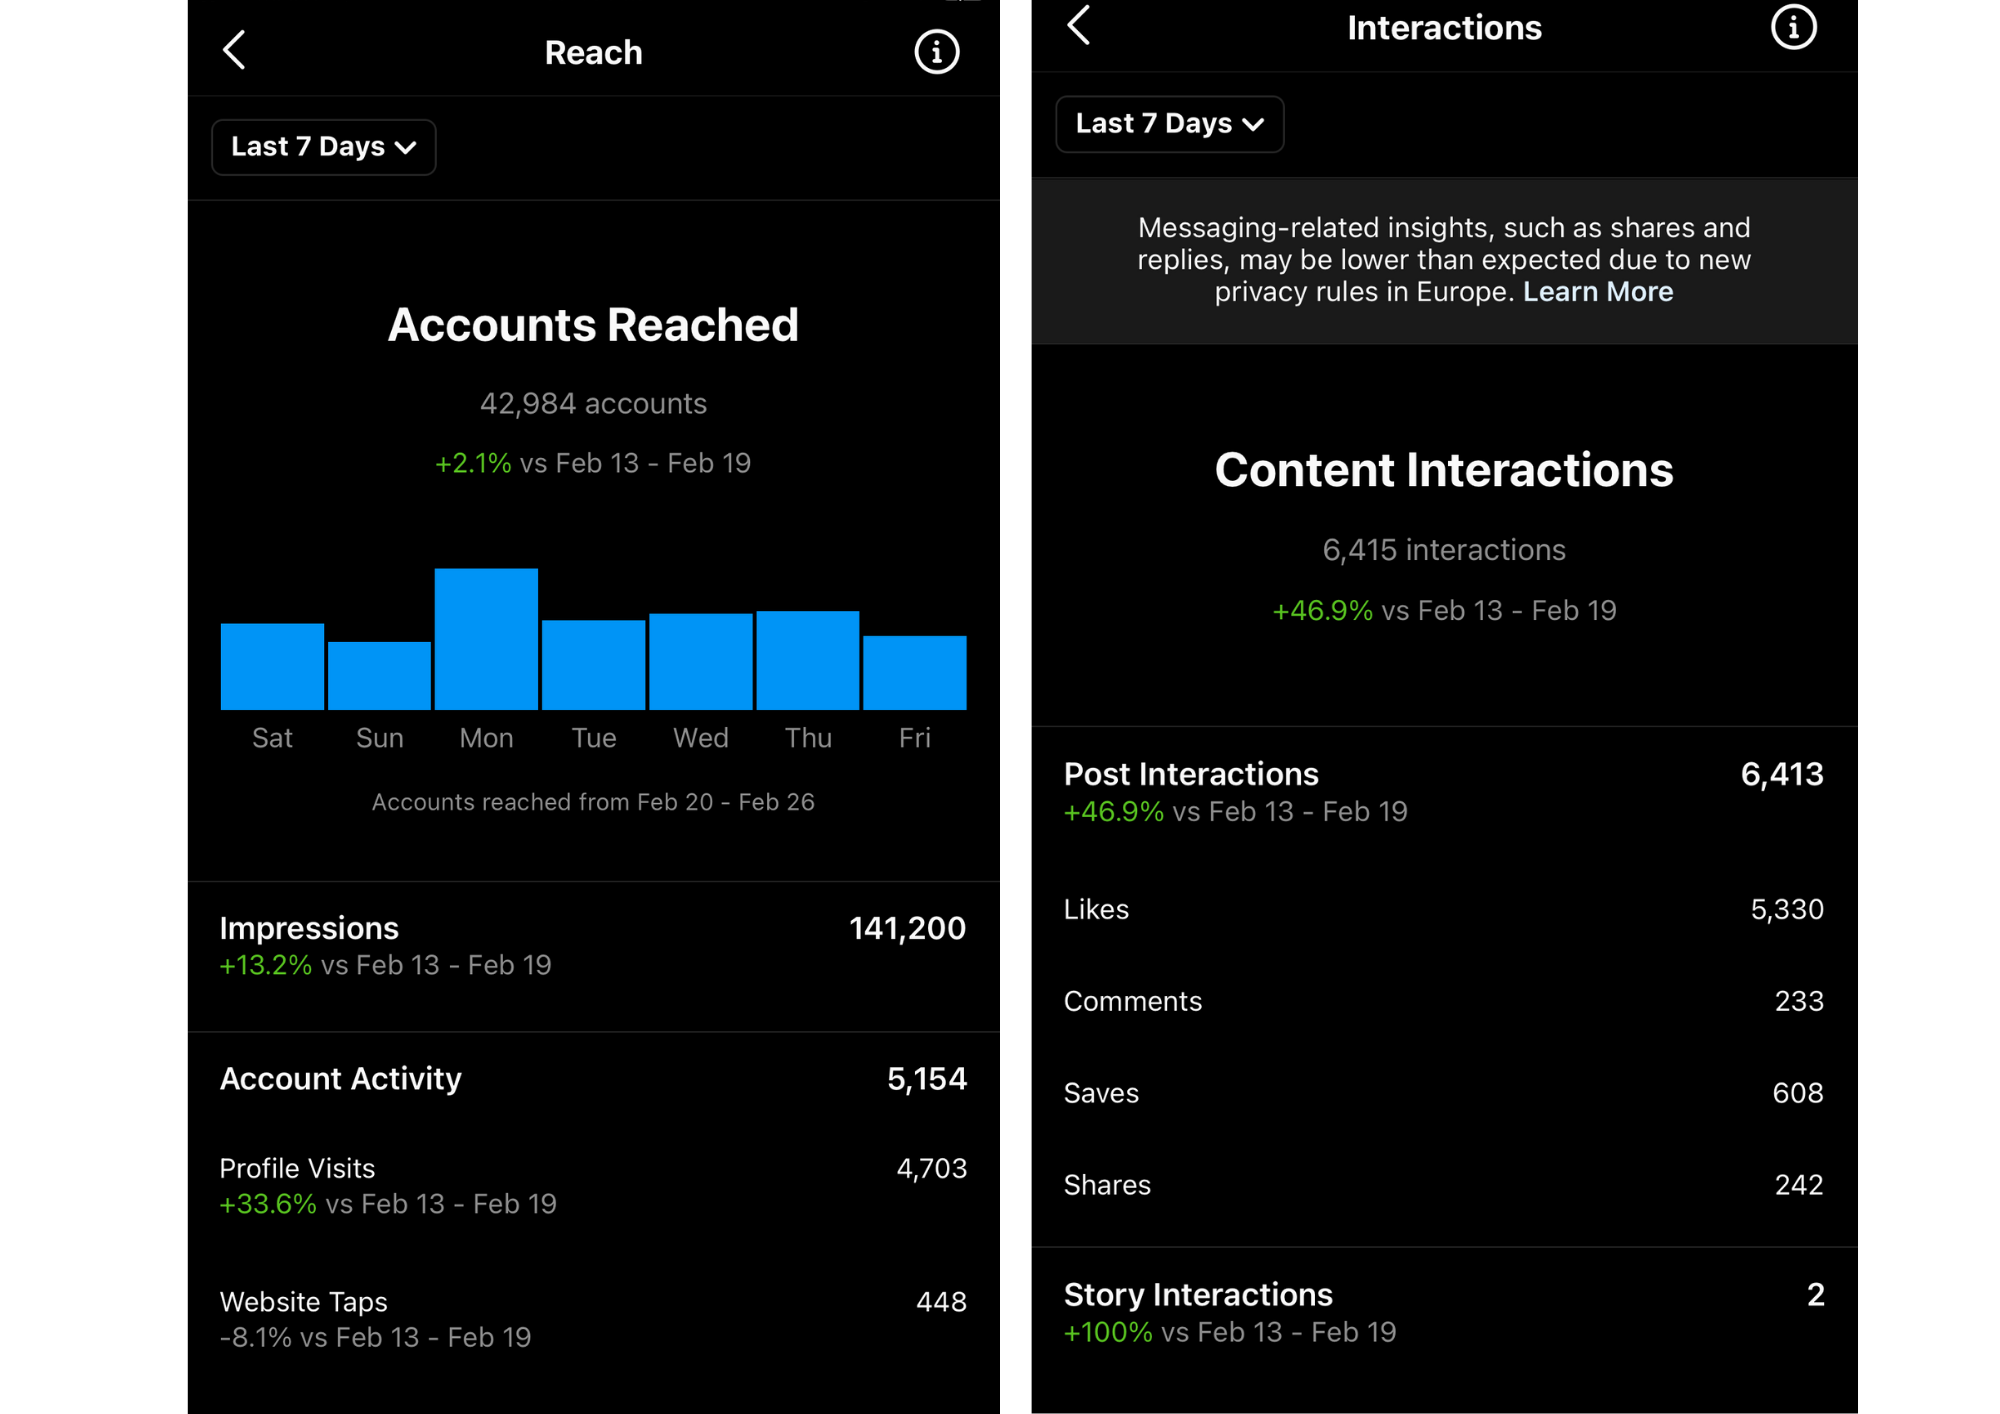 Reach
Last 7 Days
Accounts Reached
42,984 accounts
+2.1% vs Feb 13 - Feb 19
Sat Sun Mon Tue Wed Thu Fri
Accounts reached from Feb 20 - Feb 26
Impressions 141,200
+13.2% vs Feb 13 - Feb 19
Account Activity 5,154
Profile Visits 4,703
+33.6% vs Feb 13 - Feb 19
Website Taps 448
-8.1% vs Feb 13 - Feb 19
Interactions
Last 7 Days
Messaging-related insights, such as shares and
replies, may be lower than expected due to new
privacy rules in Europe. Learn More
Content Interactions
6,415 interactions
+46.9% vs Feb 13 - Feb 19
Post Interactions 6,413
+46.9% vs Feb 13 - Feb 19
Likes 5,330
Comments 233
Saves 608
Shares 242
Story Interactions 2
+100% vs Feb 13 - Feb 19